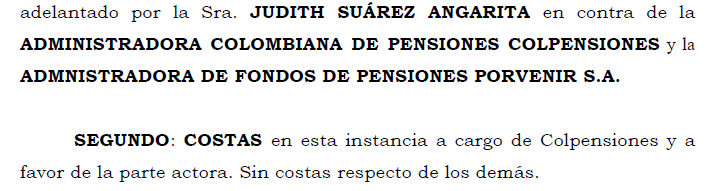 adelantado por la Sra. JUDITH SUÁREZ ANGARITA en contra de la
ADMINISTRADORA COLOMBIANA DE PENSIONES COLPENSIONES y la
ADMNISTRADORA DE FONDOS DE PENSIONES PORVENIR S.A.
SEGUNDO: COSTAS en esta instancia a cargo de Colpensiones y a
favor de la parte actora. Sin costas respecto de los demás.